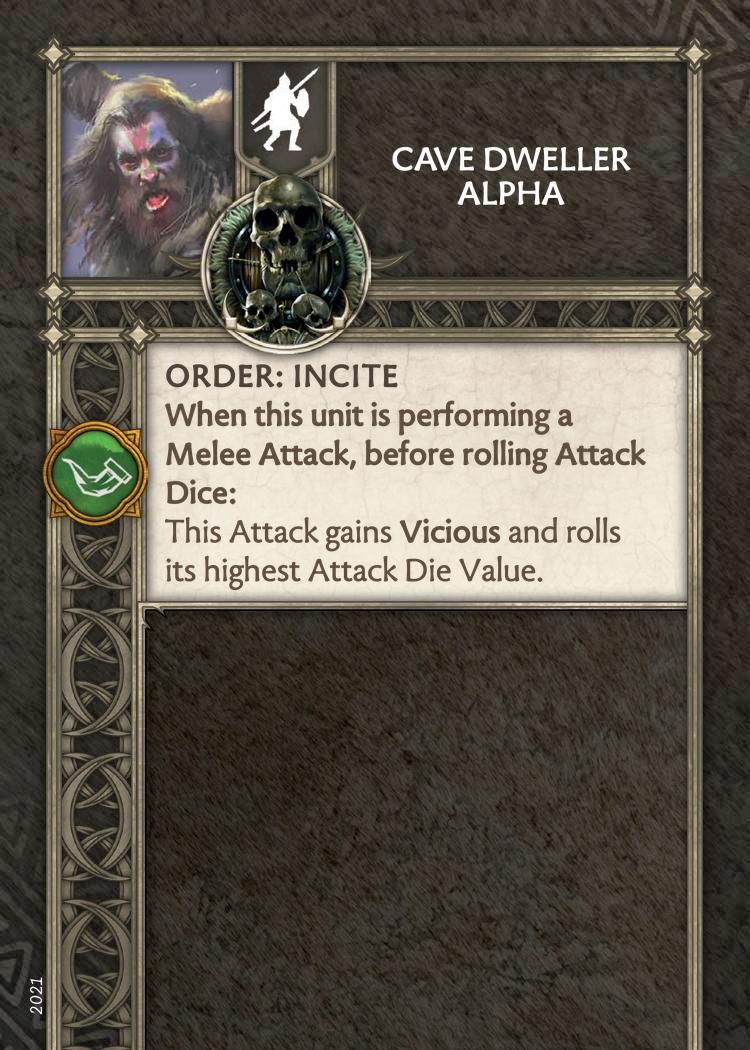 CAVE DWELLER
ALPHA
ORDER: INCITE
When this unit is performing a
Melee Attack, before rolling Attack
Dice:
This Attack gains Vicious and rolls
its highest Attack Die Value.
2021